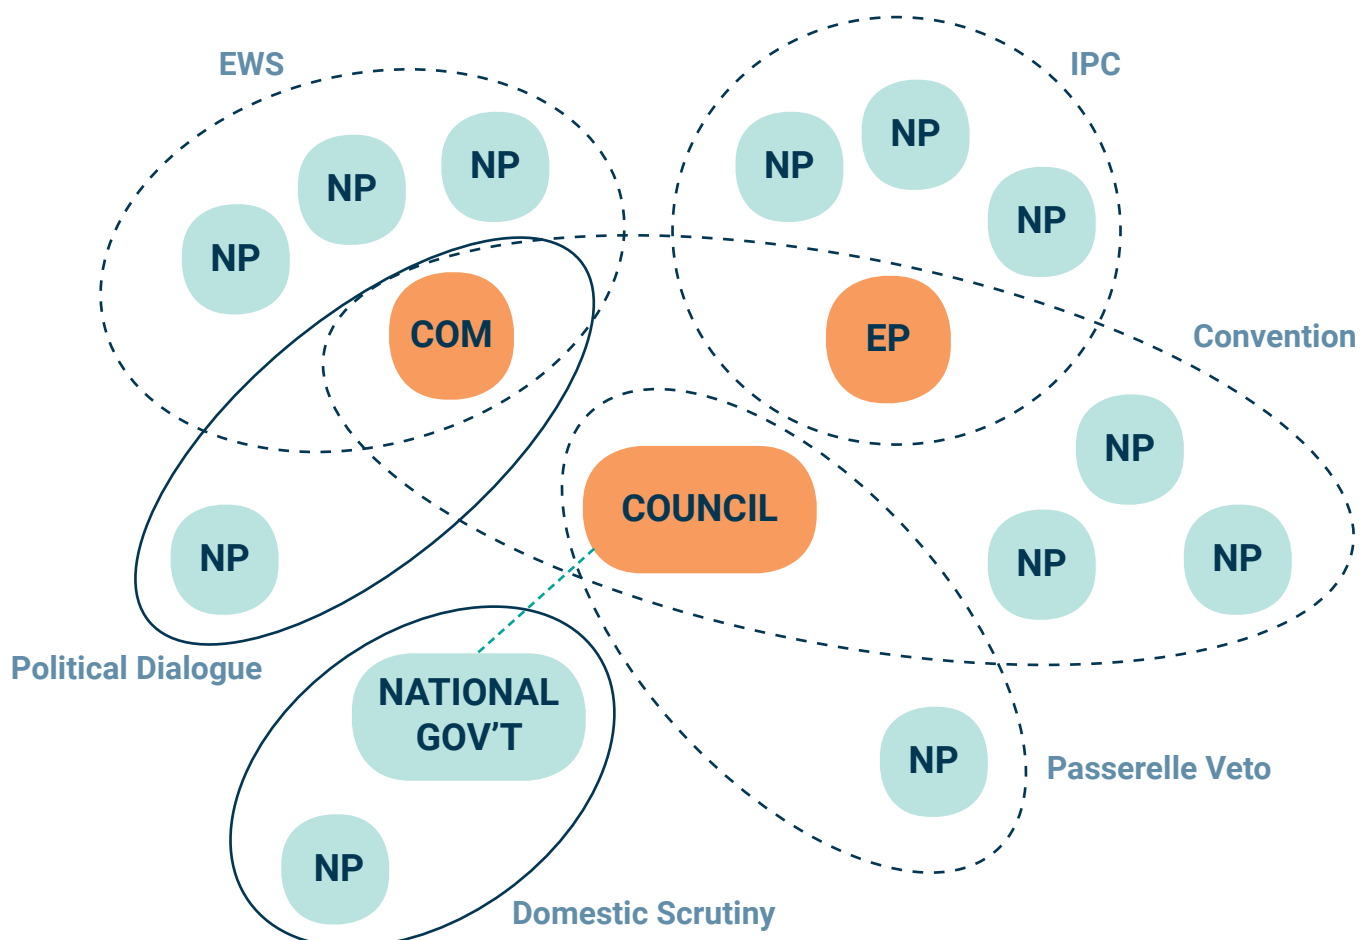 EWS
IPC
NP
NP
NP
NP
NP
NP
NP
COM
EP
Convention
NP
COUNCIL
NP
NP
NP
Political Dialogue
NATIONAL
GOV’T
NP
Passerelle Veto
NP
Domestic Scrutiny